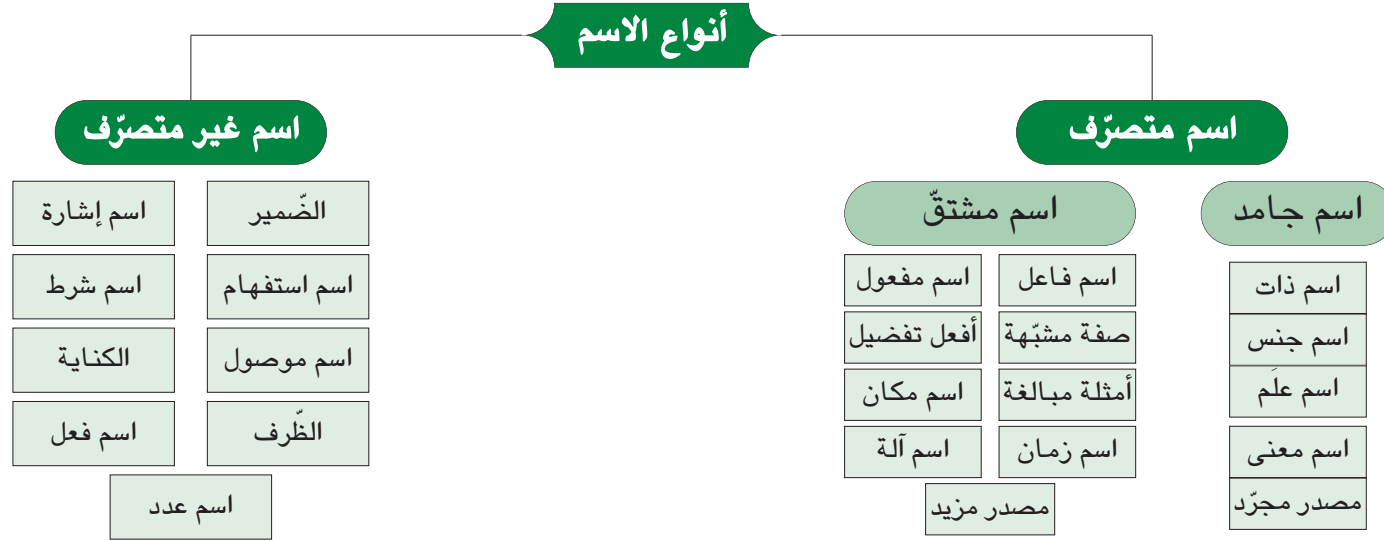 أنواع الاسم
اسم متصرّف
اسم غير متصرّف
اسم جامد
اسم ذات
اسم جنس
اسم علَم
اسم معنى
مصدر مجرّد
اسم مشتقّ
اسم فاعل
اسم مفعول
صفة مشبّهة
أفعل تفضيل
أمثلة مبالغة
اسم مكان
اسم زمان
اسم آلة
مصدر مزيد
الضّمير
اسم إشارة
اسم استفهام
اسم شرط
اسم موصول
الكناية
الظّرف
اسم فعل
اسم عدد